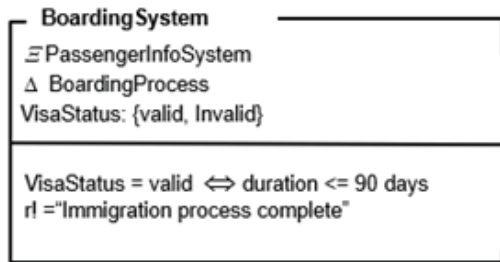 BoardingSystem
Ξ PassengerInfoSystem
Δ BoardingProcess
VisaStatus: {valid, Invalid}
VisaStatus = valid ⇔ duration <= 90 days
r! =“Immigration process complete”